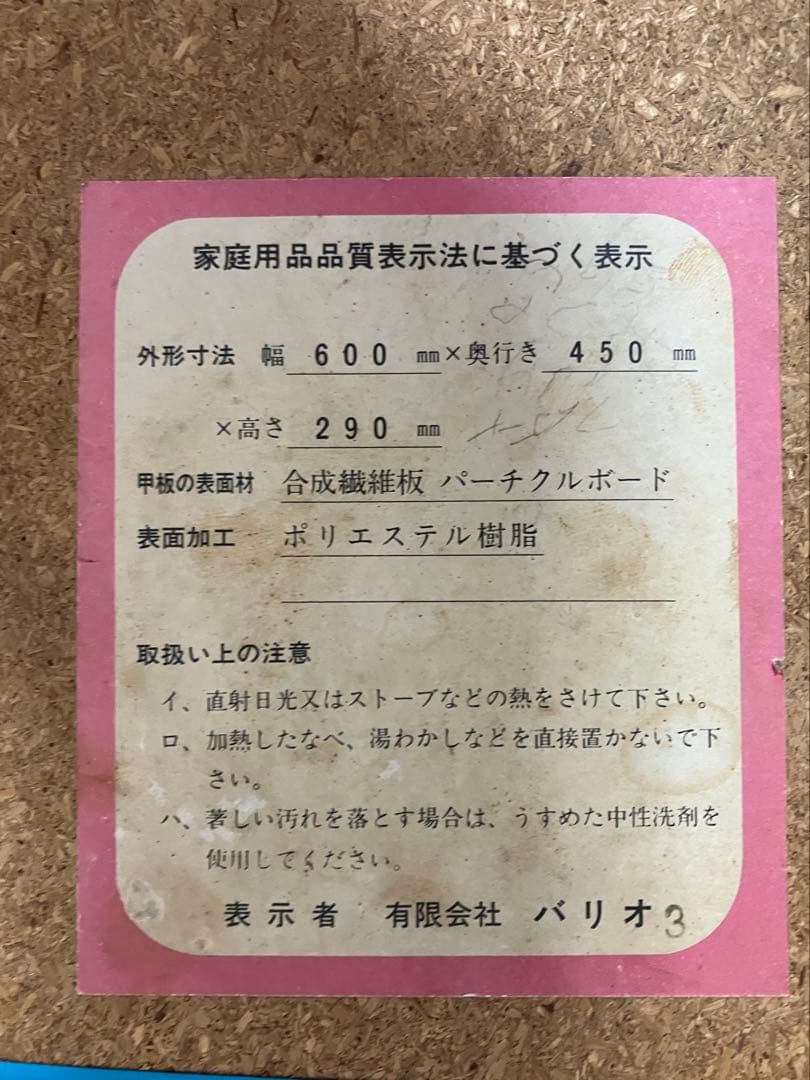 家庭用品品質表示法に基づく表示
外形寸法 幅 600 mm×奥行き 450 mm
×高さ 290 mm
甲板の表面材 合成繊維板 パーチクルボード
表面加工 ポリエステル樹脂
取扱い上の注意
イ、直射日光又はストーブなどの熱をさけて下さい。
ロ、加熱したなべ、湯わかしなどを直接置かないで下
さい。
ハ、著しい汚れを落とす場合は、うすめた中性洗剤を
使用してください。
表示者 有限会社 バリオ3